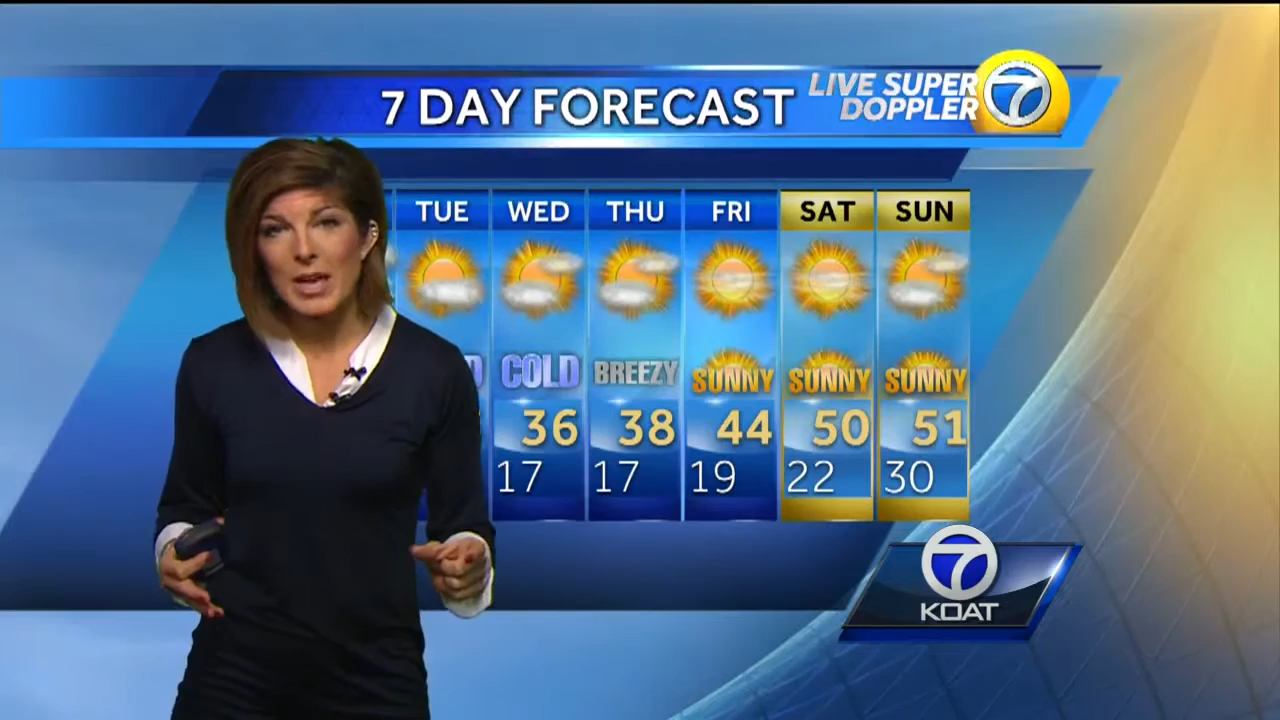 7 DAY FORECAST
LIVE SUPER
DOPPLER
7
TUE WED THU FRI SAT SUN
COLD BREEZY SUNNY SUNNY SUNNY
36 38 44 50 51
17 17 19 22 30
7
KOAT